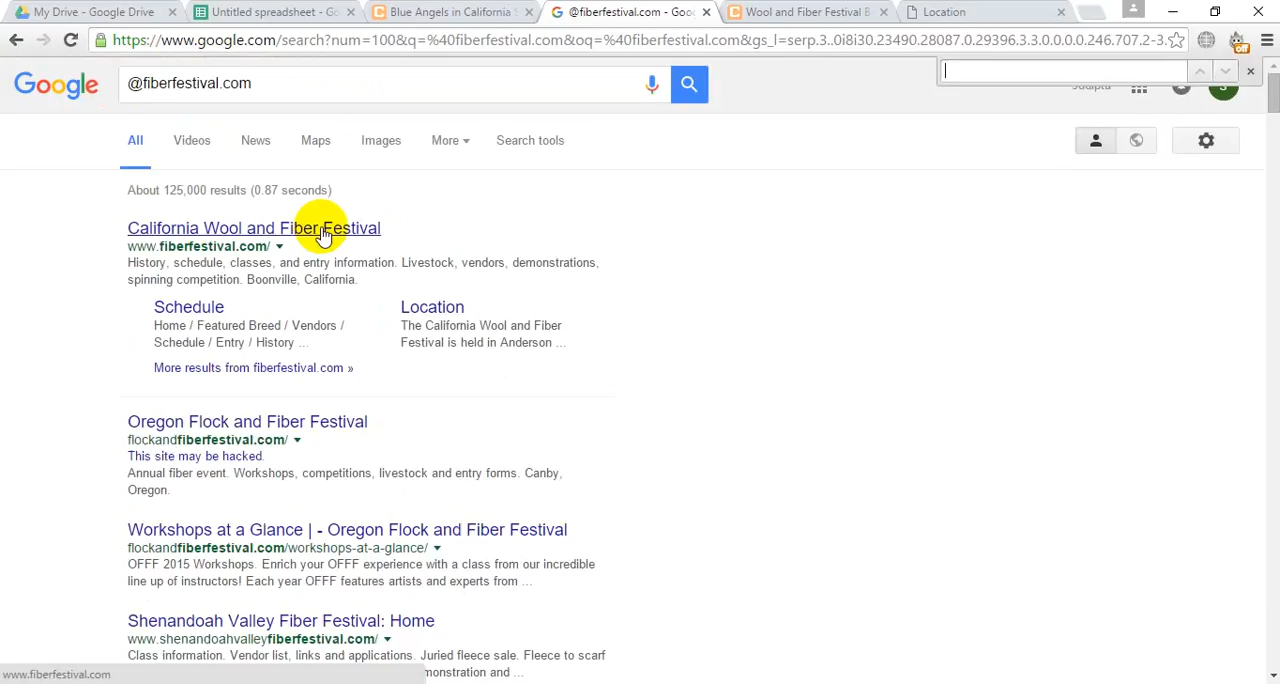 My Drive - Google Drive
Untitled spreadsheet - Go
Blue Angels in California
@fiberfestival.com - Goo
Wool and Fiber Festival B
Location
https://www.google.com/search?num=100&q=%40fiberfestival.com&oq=%40fiberfestival.com&gs_l=serp.3..0i8i30.23490.28087.0.29396.3.3.0.0.0.0.246.707.2-3.
off
Google
@fiberfestival.com
All
Videos
News
Maps
Images
More
Search tools
About 125,000 results (0.87 seconds)
California Wool and Fiber Festival
www.fiberfestival.com/
History, schedule, classes, and entry information. Livestock, vendors, demonstrations,
spinning competition. Boonville, California.
Schedule
Home / Featured Breed / Vendors /
Schedule / Entry / History ...
Location
The California Wool and Fiber
Festival is held in Anderson ...
More results from fiberfestival.com »
Oregon Flock and Fiber Festival
flockandfiberfestival.com/
This site may be hacked.
Annual fiber event. Workshops, competitions, livestock and entry forms. Canby,
Oregon.
Workshops at a Glance | - Oregon Flock and Fiber Festival
flockandfiberfestival.com/workshops-at-a-glance/
OFFF 2015 Workshops. Enrich your OFFF experience with a class from our incredible
line up of instructors! Each year OFFF features artists and experts from ...
Shenandoah Valley Fiber Festival: Home
www.shenandoahvalleyfiberfestival.com/
Class information. Vendor list, links and applications. Juried fleece sale. Fleece to scarf
and ...
www.fiberfestival.com